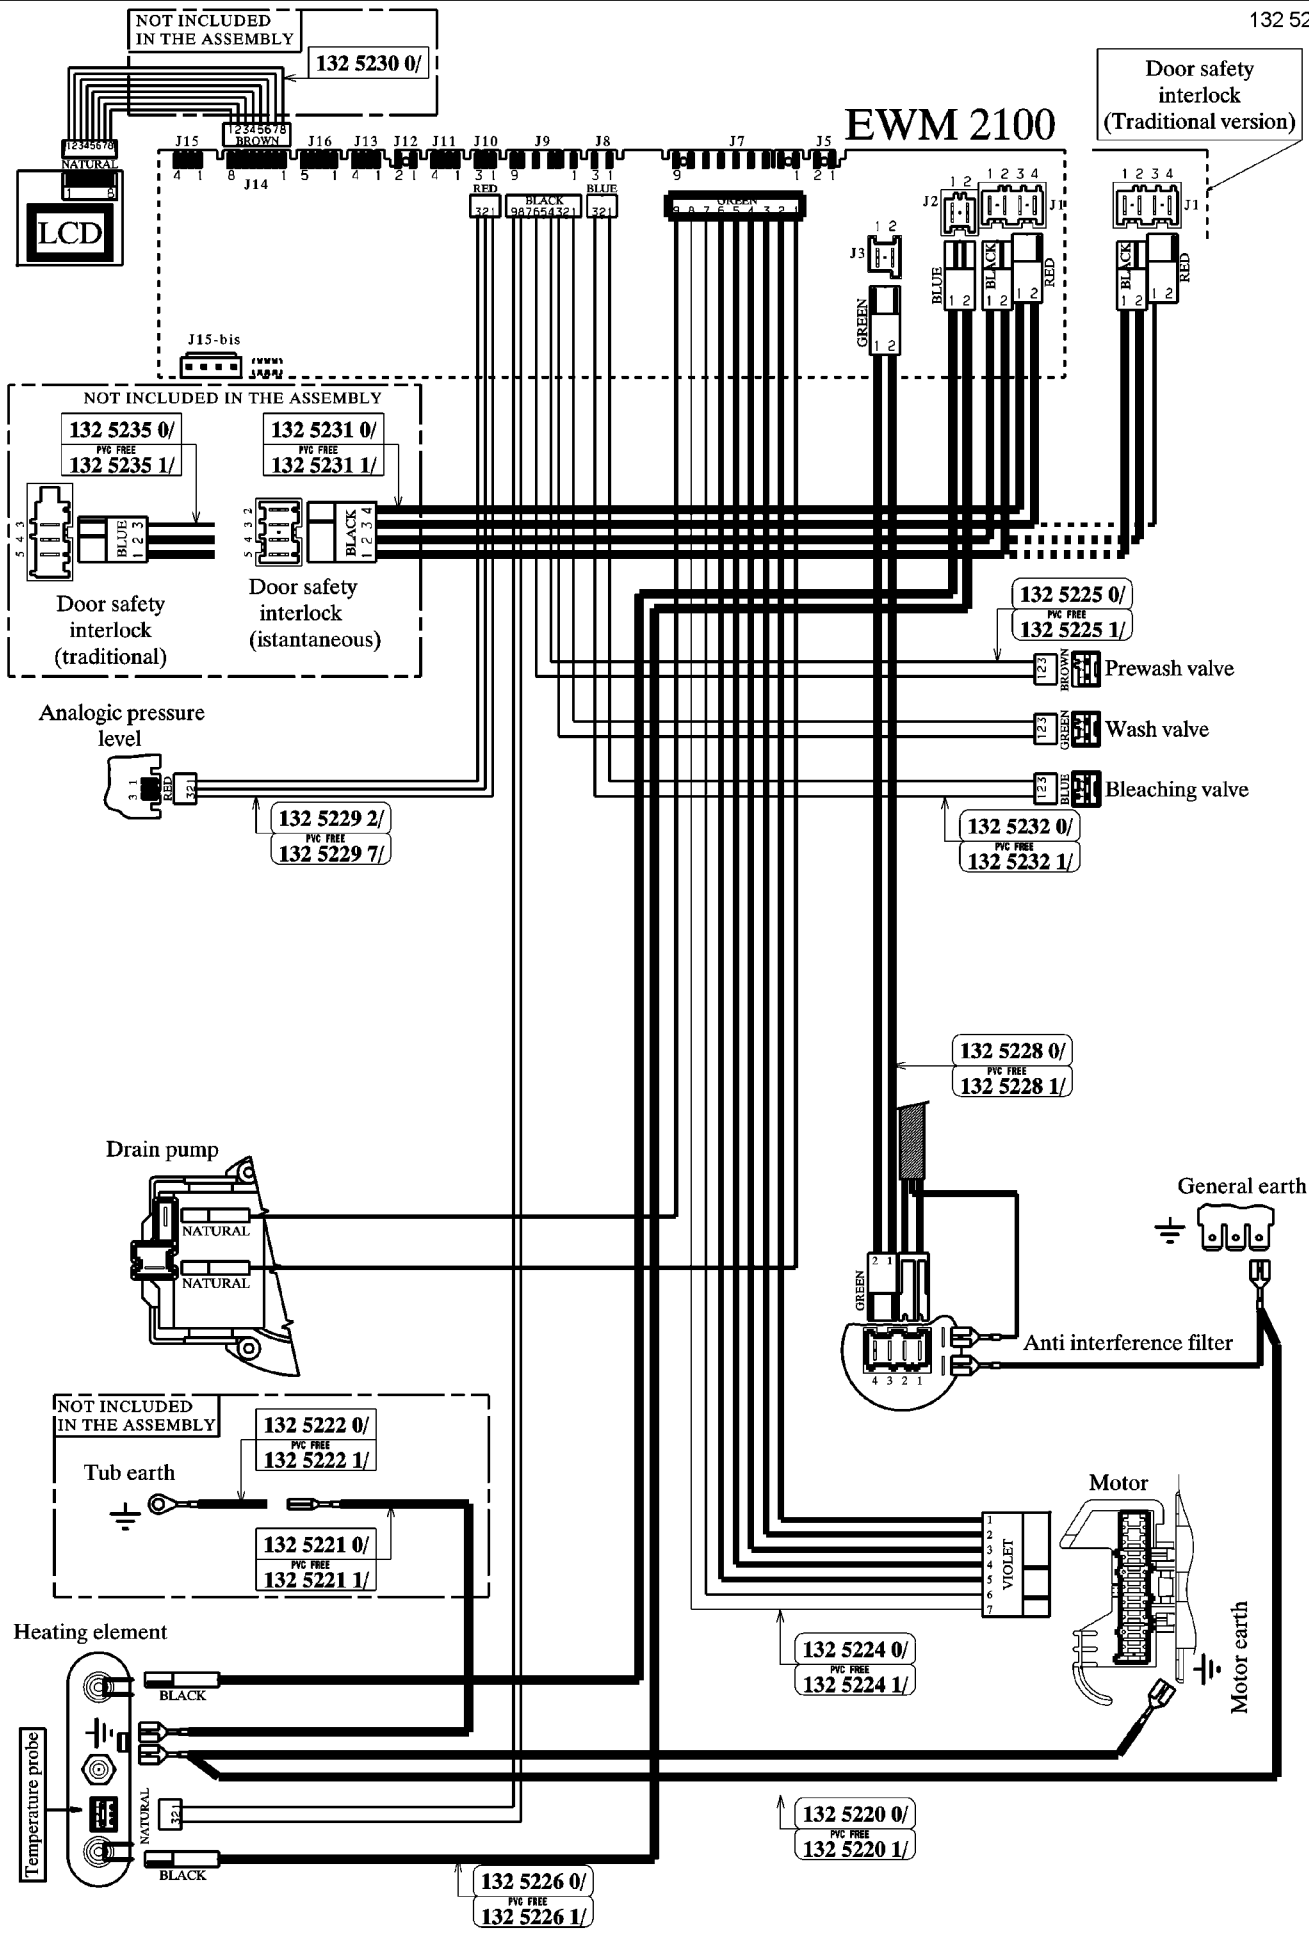 132 52
NOT INCLUDED
IN THE ASSEMBLY
132 5230 0/
Door safety
interlock
(Traditional version)
EWM 2100
12345678
BROWN
12345678
NATURAL
1 8
LCD
J15
J16
J13
J12
J11
J10
J9
J8
J7
J5
4 1
8 1
5 1
4 1
2 1
4 1
3 1
9 1
3 1
9 1
2 1
J14
RED
321
BLACK
987654321
BLUE
321
GREEN
9 8 7 6 5 4 3 2 1
1 2
J2
1 2 3 4
J1
1 2 3 4
J1
1 2
J3
BLUE
1 2
BLACK
1 2
RED
1 2
BLACK
1 2
RED
1 2
GREEN
1 2
J15-bis
NOT INCLUDED IN THE ASSEMBLY
132 5235 0/
PVC FREE
132 5235 1/
132 5231 0/
PVC FREE
132 5231 1/
5 4 3
BLUE
1 2 3
5 4 3 2
BLACK
1 2 3 4
Door safety
interlock
(traditional)
Door safety
interlock
(istantaneous)
132 5225 0/
PVC FREE
132 5225 1/
123
BROWN
Prewash valve
123
GREEN
Wash valve
123
BLUE
Bleaching valve
Analogic pressure
level
3 1
RED
321
132 5229 2/
PVC FREE
132 5229 7/
132 5232 0/
PVC FREE
132 5232 1/
132 5228 0/
PVC FREE
132 5228 1/
Drain pump
NATURAL
NATURAL
General earth
2 1
GREEN
4 3 2 1
Anti interference filter
NOT INCLUDED
IN THE ASSEMBLY
132 5222 0/
PVC FREE
132 5222 1/
Tub earth
132 5221 0/
PVC FREE
132 5221 1/
Motor
1
2
3
4
5
6
7
VIOLET
Motor earth
132 5224 0/
PVC FREE
132 5224 1/
Heating element
BLACK
Temperature probe
NATURAL
321
BLACK
132 5220 0/
PVC FREE
132 5220 1/
132 5226 0/
PVC FREE
132 5226 1/